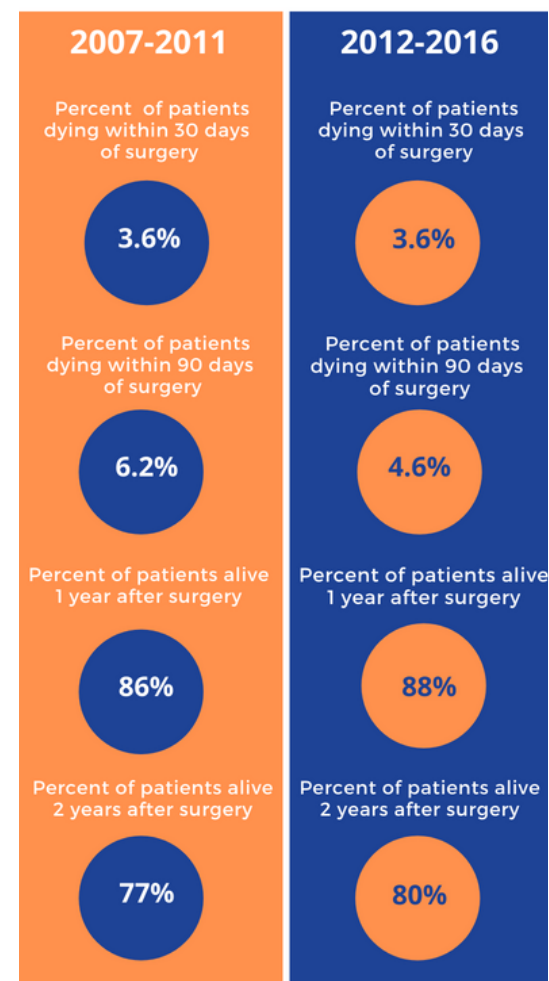 2007-2011
Percent of patients
dying within 30 days
of surgery
3.6%
Percent of patients
dying within 90 days
of surgery
6.2%
Percent of patients alive
1 year after surgery
86%
Percent of patients alive
2 years after surgery
77%
2012-2016
Percent of patients
dying within 30 days
of surgery
3.6%
Percent of patients
dying within 90 days
of surgery
4.6%
Percent of patients alive
1 year after surgery
88%
Percent of patients alive
2 years after surgery
80%